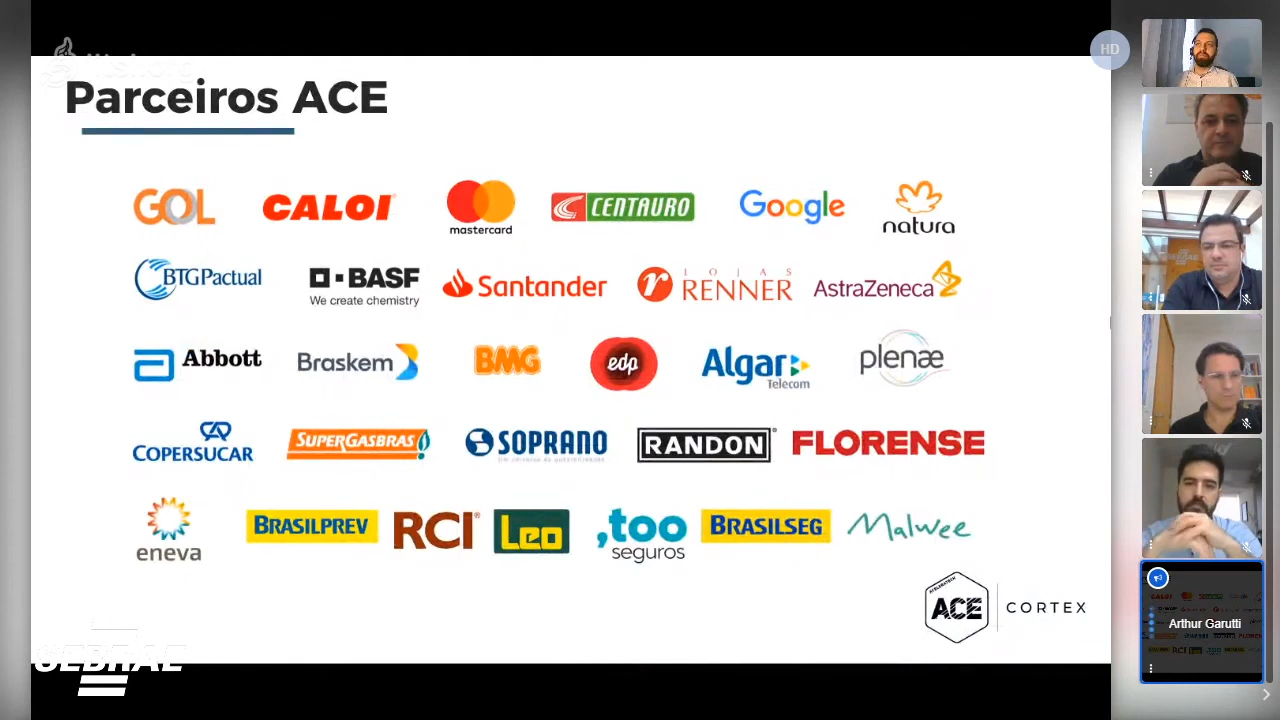 HD
Parceiros ACE
GOL CALOI mastercard CENTAURO Google natura
BTGPactual BASF We create chemistry Santander LOJAS RENNER AstraZeneca
Abbott Braskem BMG edp Algar Telecom plenæ
COPERSUCAR SUPERGASBRAS SOPRANO RANDON FLORENSE
eneva BRASILPREV RCI Leo ,too seguros BRASILSEG Malwee
ACE CORTEX
SEBRAE
Arthur Garutti